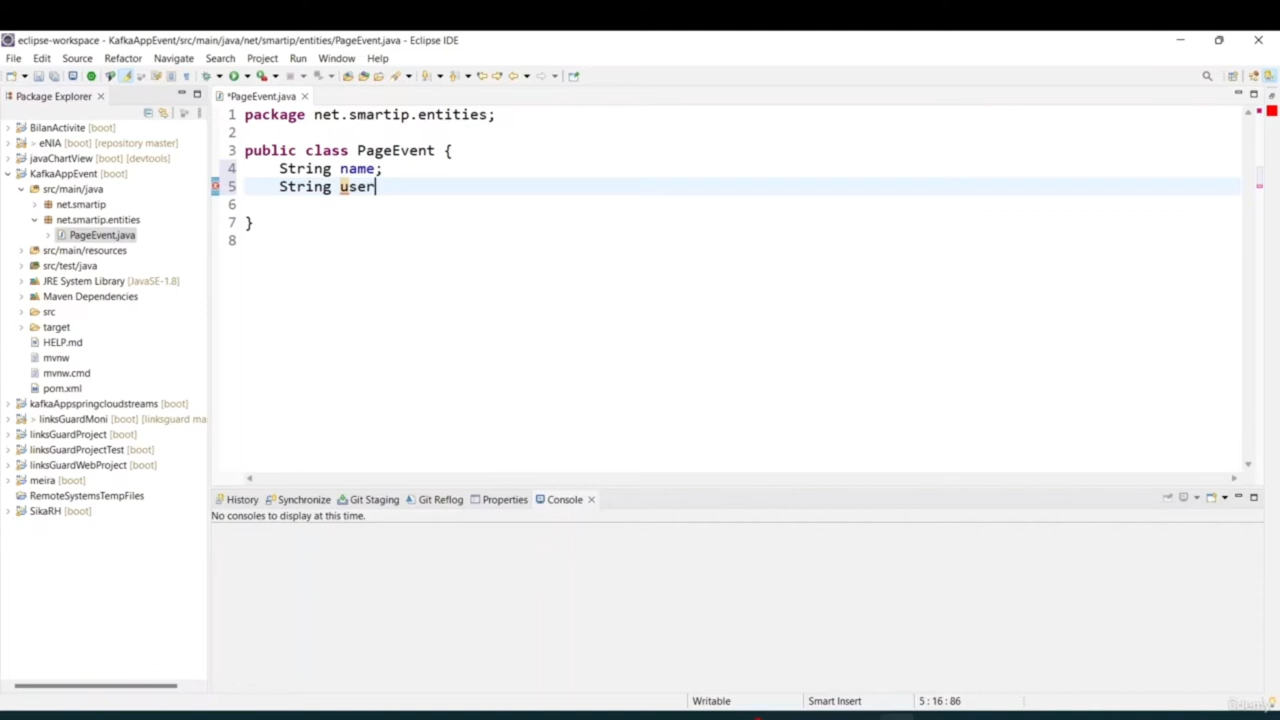 eclipse-workspace - KafkaAppEvent/src/main/java/net/smartip/entities/PageEvent.java - Eclipse IDE
File Edit Source Refactor Navigate Search Project Run Window Help
Package Explorer
*PageEvent.java
1 package net.smartip.entities;
2
3 public class PageEvent {
4 String name;
5 String user
6
7 }
8
BilanActivite [boot]
> eNIA [boot] [repository master]
javaChartView [boot] [devtools]
KafkaAppEvent [boot]
src/main/java
net.smartip
net.smartip.entities
PageEvent.java
src/main/resources
src/test/java
JRE System Library [JavaSE-1.8]
Maven Dependencies
src
target
HELP.md
mvnw
mvnw.cmd
pom.xml
kafkaAppspringcloudstreams [boot]
> linksGuardMoni [boot] [linksguard ma
linksGuardProject [boot]
linksGuardProjectTest [boot]
linksGuardWebProject [boot]
meira [boot]
RemoteSystemsTempFiles
SikaRH [boot]
History Synchronize Git Staging Git Reflog Properties Console
No consoles to display at this time.
Writable Smart Insert 5 : 16 : 86
Udemy